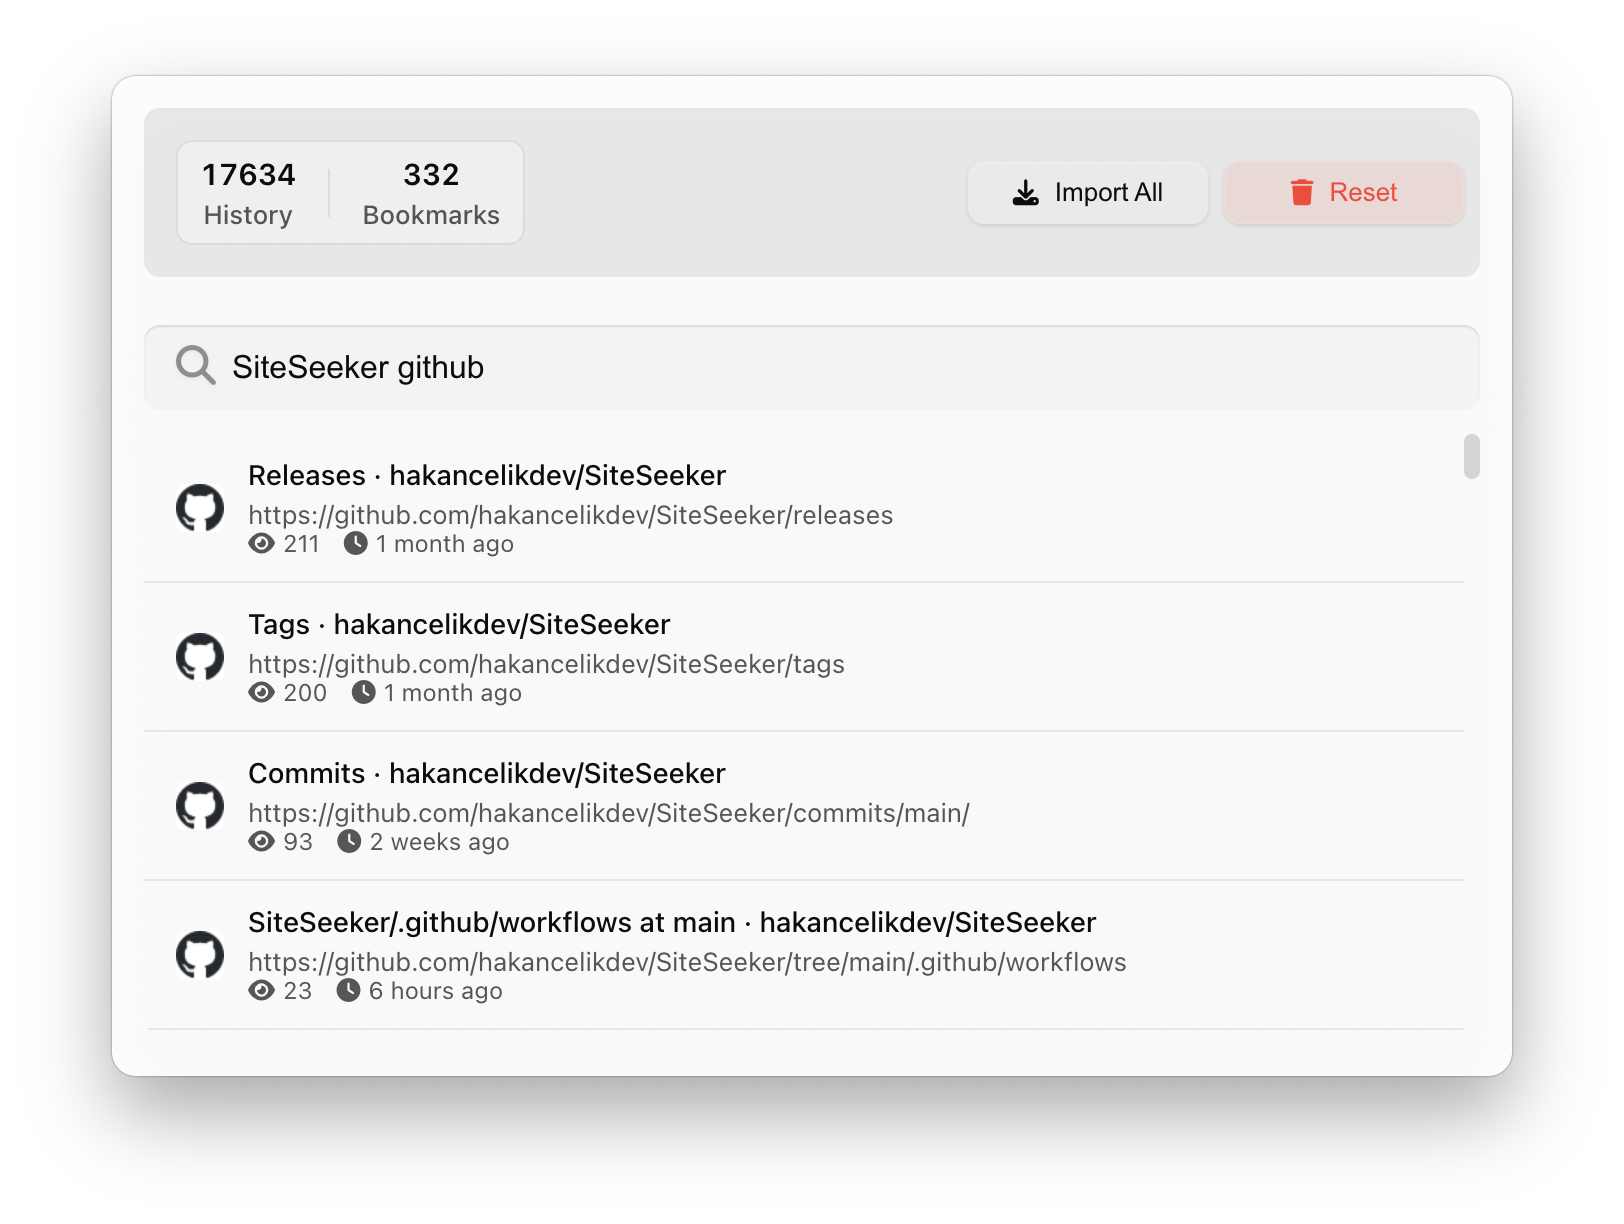 17634
History
332
Bookmarks
Import All
Reset
SiteSeeker github
Releases · hakancelikdev/SiteSeeker
https://github.com/hakancelikdev/SiteSeeker/releases
211 1 month ago
Tags · hakancelikdev/SiteSeeker
https://github.com/hakancelikdev/SiteSeeker/tags
200 1 month ago
Commits · hakancelikdev/SiteSeeker
https://github.com/hakancelikdev/SiteSeeker/commits/main/
93 2 weeks ago
SiteSeeker/.github/workflows at main · hakancelikdev/SiteSeeker
https://github.com/hakancelikdev/SiteSeeker/tree/main/.github/workflows
23 6 hours ago